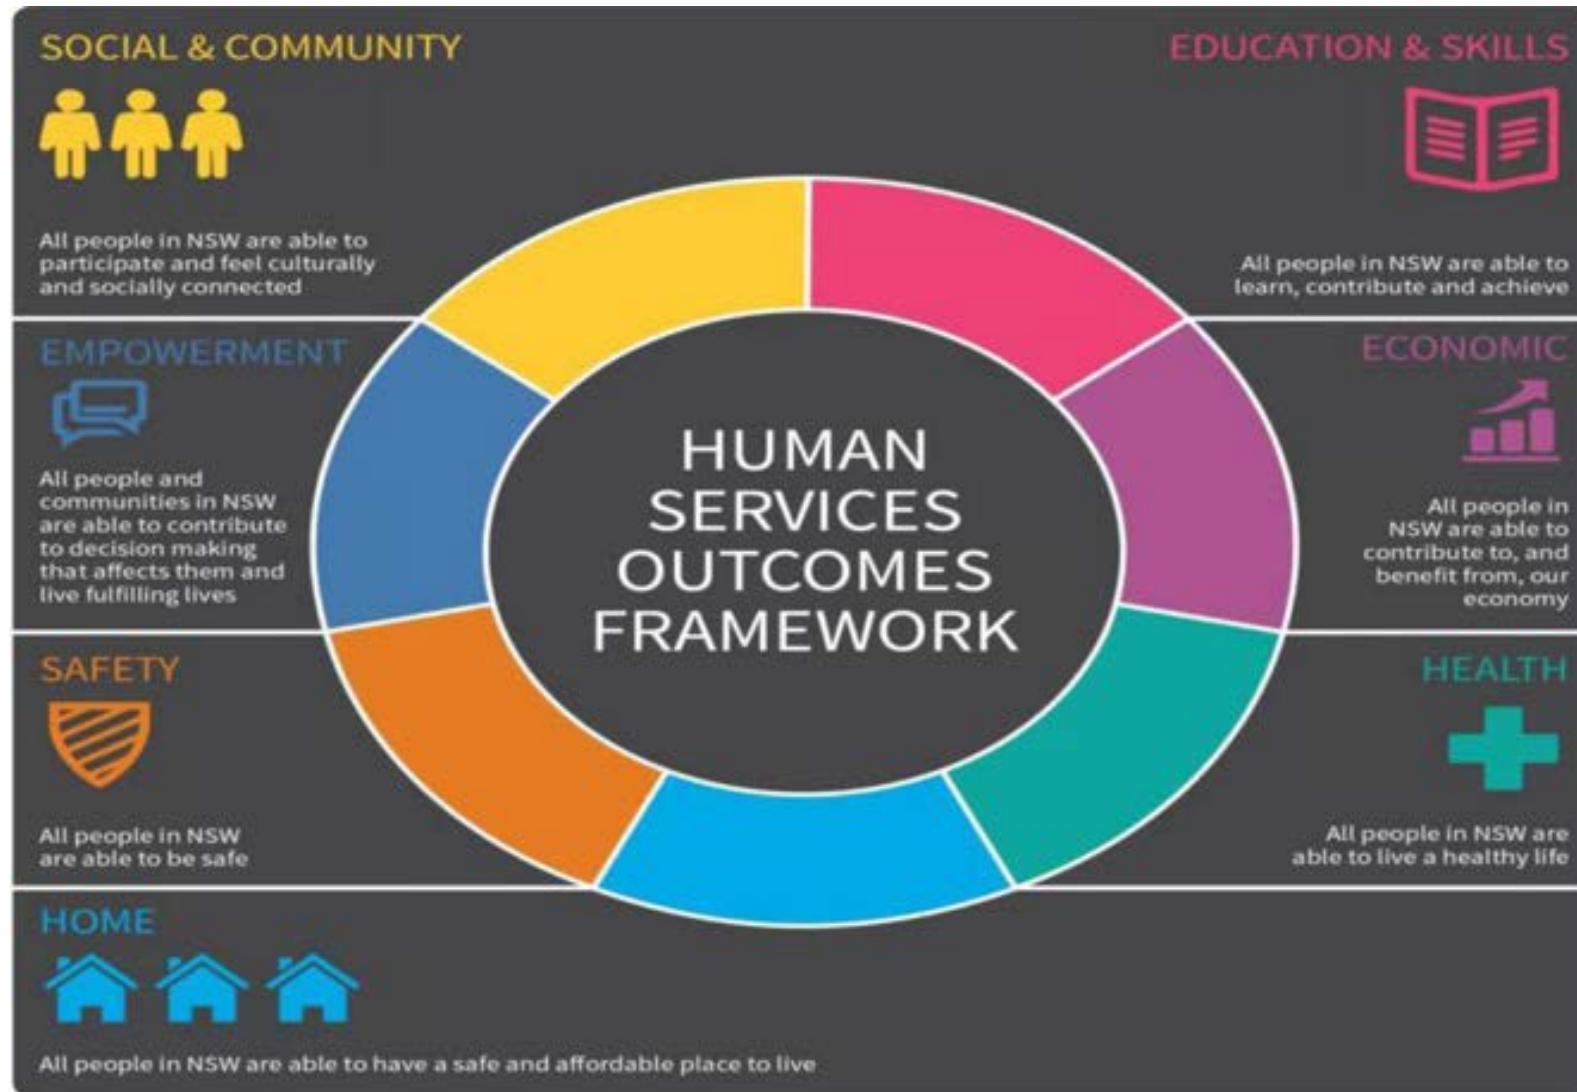 SOCIAL & COMMUNITY
All people in NSW are able to
participate and feel culturally
and socially connected
EDUCATION & SKILLS
All people in NSW are able to
learn, contribute and achieve
EMPOWERMENT
All people and
communities in NSW
are able to contribute
to decision making
that affects them and
live fulfilling lives
HUMAN
SERVICES
OUTCOMES
FRAMEWORK
ECONOMIC
All people in
NSW are able to
contribute to, and
benefit from, our
economy
SAFETY
All people in NSW
are able to be safe
HEALTH
All people in NSW are
able to live a healthy life
HOME
All people in NSW are able to have a safe and affordable place to live